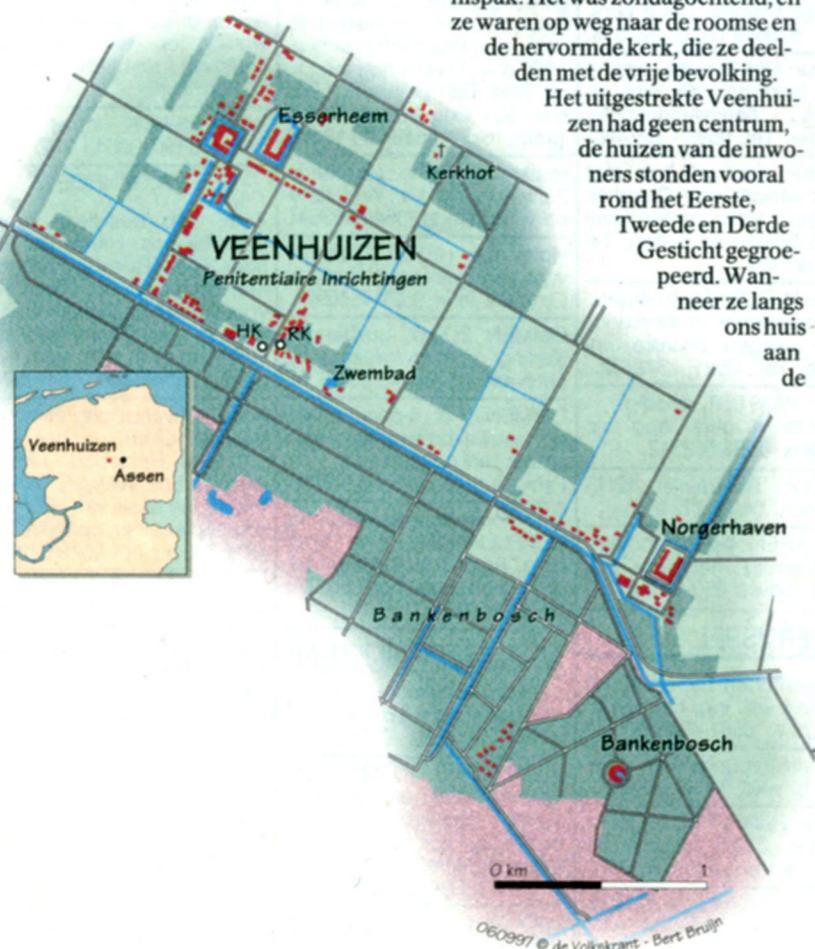 ze waren op weg naar de roomse en
de hervormde kerk, die ze deel-
den met de vrije bevolking.
Het uitgestrekte Veenhui-
zen had geen centrum,
de huizen van de inwo-
ners stonden vooral
rond het Eerste,
Tweede en Derde
Gesticht gegroe-
peerd. Wan-
neer ze langs
ons huis
aan
de
Esserheem
Kerkhof
VEENHUIZEN
Penitentiaire Inrichtingen
HK RK
Zwembad
Veenhuizen
Assen
Norgerhaven
Bankenbosch
Bankenbosch
0 km 1
060997 © de Volkskrant - Bert Bruijn